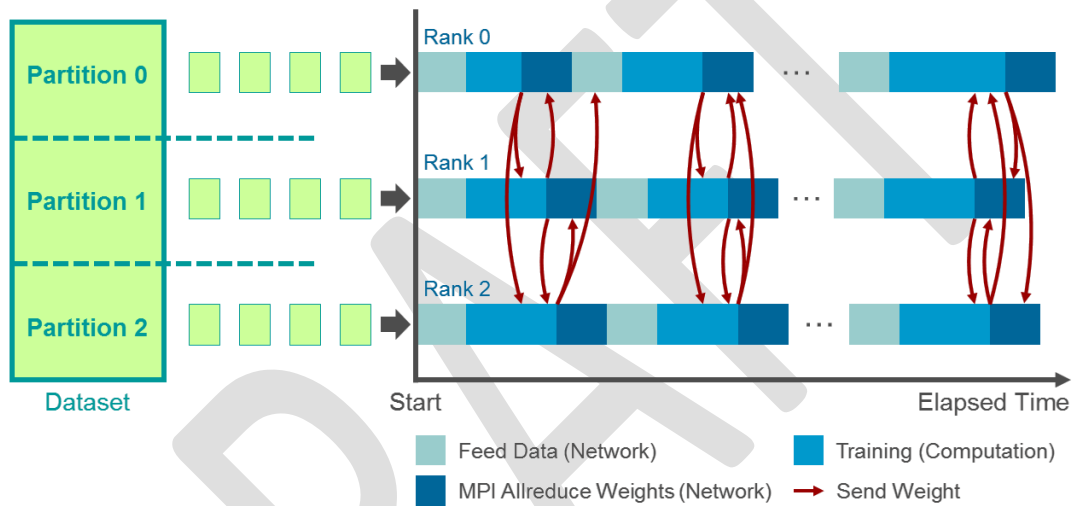 Partition 0
Partition 1
Partition 2
Dataset
Rank 0
...
Rank 1
...
Rank 2
...
Start
Elapsed Time
Feed Data (Network)
Training (Computation)
MPI Allreduce Weights (Network)
Send Weight
DRAFT